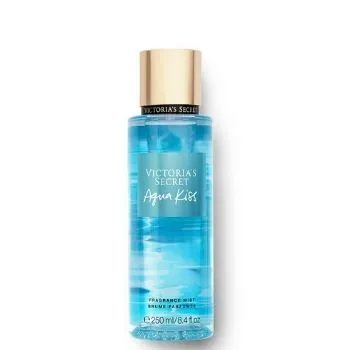 VICTORIA'S SECRET
VICTORIA'S
SECRET
Aqua Kiss
FRAGRANCE MIST
BRUME PARFUMÉE
℮ 250 ml/8.4 fl oz